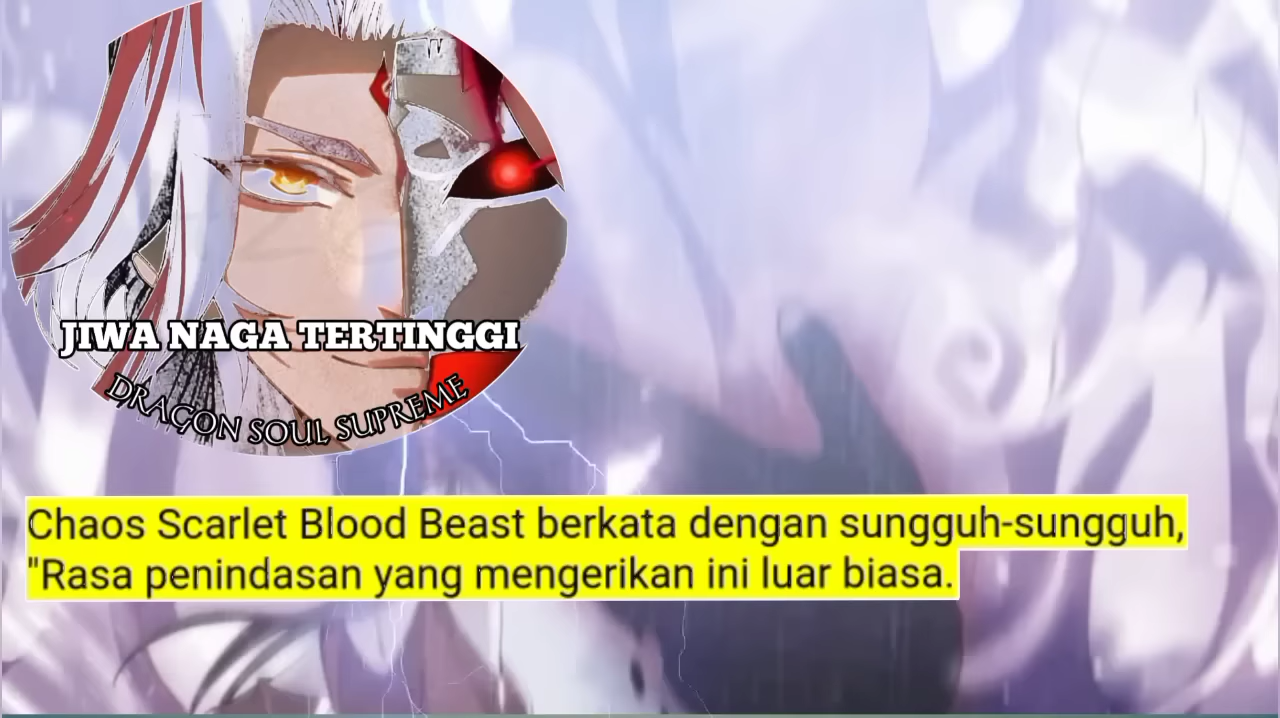 JIWA NAGA TERTINGGI
DRAGON SOUL SUPREME
Chaos Scarlet Blood Beast berkata dengan sungguh-sungguh,
"Rasa penindasan yang mengerikan ini luar biasa.